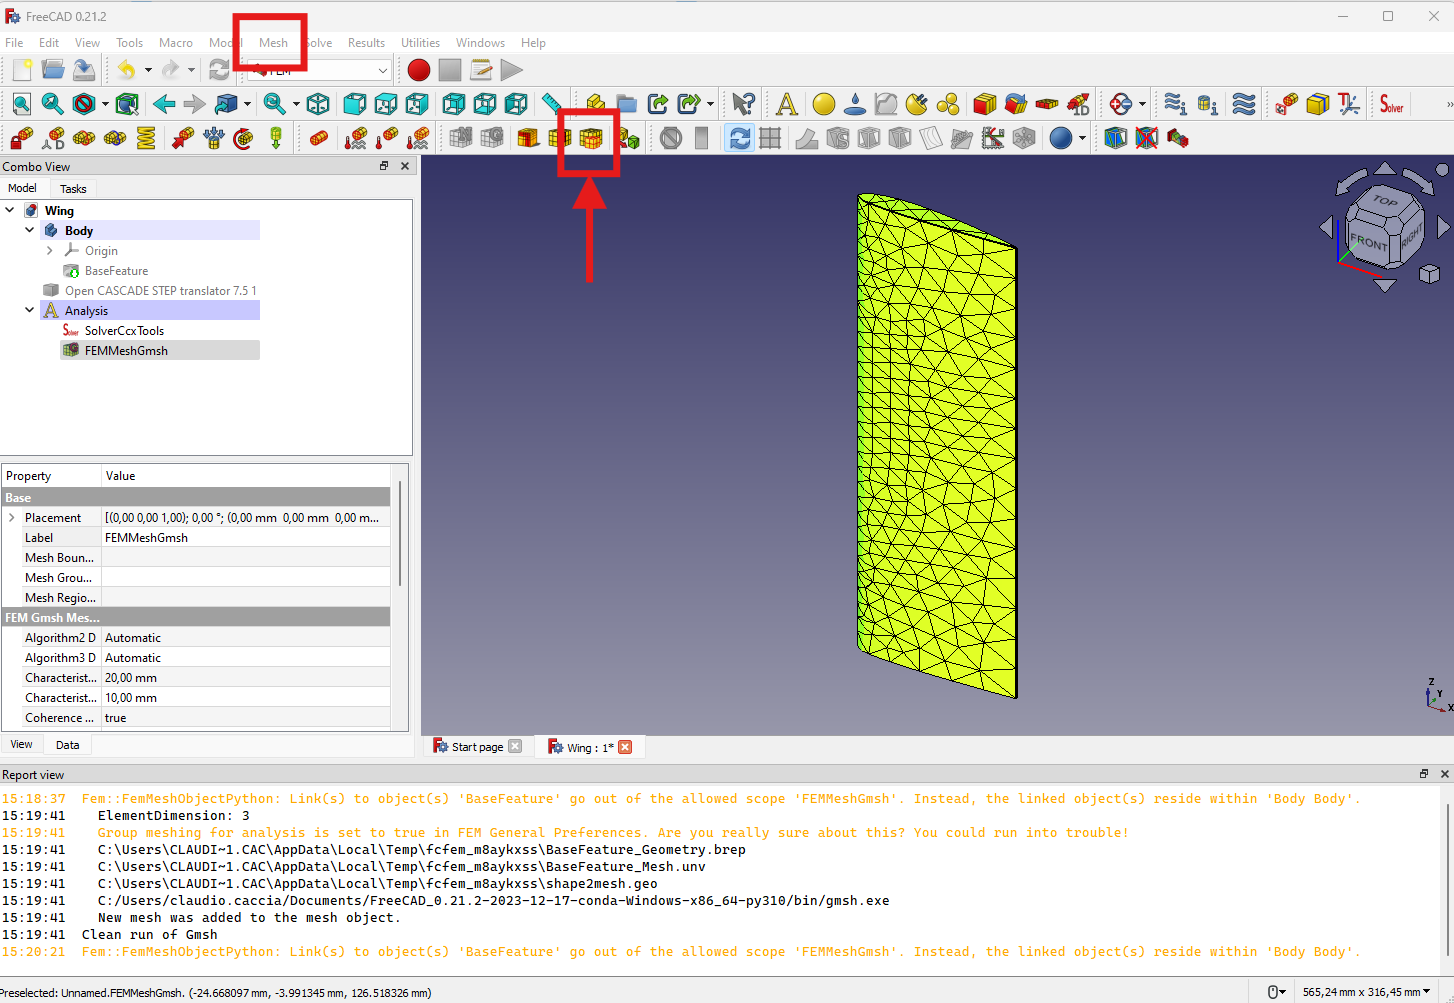 FreeCAD 0.21.2
File Edit View Tools Macro Model Mesh Solve Results Utilities Windows Help
FEM
Solver
Combo View
Model Tasks
Wing
Body
Origin
BaseFeature
Open CASCADE STEP translator 7.5 1
Analysis
Solver SolverCcxTools
FEMMeshGmsh
TOP
FRONT
RIGHT
Property Value
Base
Placement [(0,00 0,00 1,00); 0,00 °; (0,00 mm 0,00 mm 0,00 m...
Label FEMMeshGmsh
Mesh Boun...
Mesh Grou...
Mesh Regio...
FEM Gmsh Mes...
Algorithm2 D Automatic
Algorithm3 D Automatic
Characterist... 20,00 mm
Characterist... 10,00 mm
Coherence ... true
Z
Y
X
View Data
Start page Wing : 1*
Report view
15:18:37 Fem::FemMeshObjectPython: Link(s) to object(s) 'BaseFeature' go out of the allowed scope 'FEMMeshGmsh'. Instead, the linked object(s) reside within 'Body Body'.
15:19:41 ElementDimension: 3
15:19:41 Group meshing for analysis is set to true in FEM General Preferences. Are you really sure about this? You could run into trouble!
15:19:41 C:\Users\CLAUDI~1.CAC\AppData\Local\Temp\fcfem_m8aykxss\BaseFeature_Geometry.brep
15:19:41 C:\Users\CLAUDI~1.CAC\AppData\Local\Temp\fcfem_m8aykxss\BaseFeature_Mesh.unv
15:19:41 C:\Users\CLAUDI~1.CAC\AppData\Local\Temp\fcfem_m8aykxss\shape2mesh.geo
15:19:41 C:/Users/claudio.caccia/Documents/FreeCAD_0.21.2-2023-12-17-conda-Windows-x86_64-py310/bin/gmsh.exe
15:19:41 New mesh was added to the mesh object.
15:19:41 Clean run of Gmsh
15:20:21 Fem::FemMeshObjectPython: Link(s) to object(s) 'BaseFeature' go out of the allowed scope 'FEMMeshGmsh'. Instead, the linked object(s) reside within 'Body Body'.
Preselected: Unnamed.FEMMeshGmsh. (-24.668097 mm, -3.991345 mm, 126.518326 mm)
565,24 mm x 316,45 mm